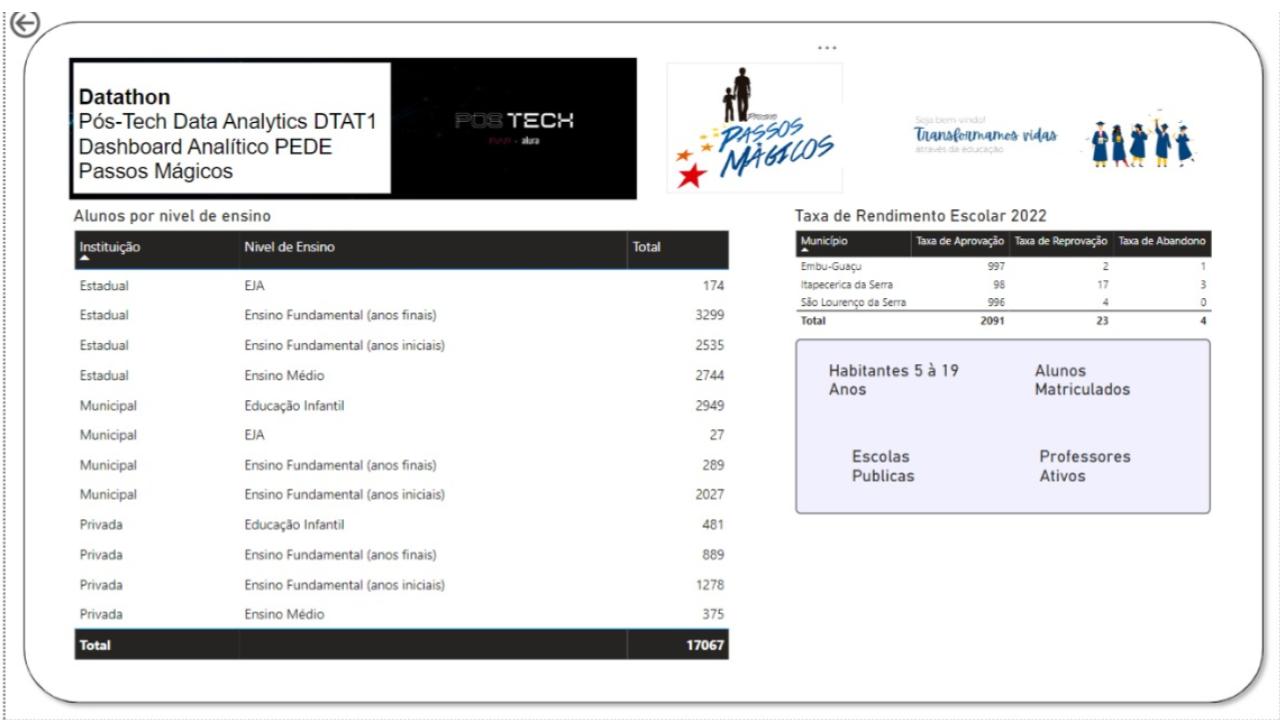 Datathon
Pós-Tech Data Analytics DTAT1
Dashboard Analítico PEDE
Passos Mágicos
PÓS TECH
FIAP + alura
PASSOS
MÁGICOS
Seja bem-vindo!
Transformamos vidas
através da educação
Alunos por nivel de ensino
Instituição Nivel de Ensino Total
Estadual EJA 174
Estadual Ensino Fundamental (anos finais) 3299
Estadual Ensino Fundamental (anos iniciais) 2535
Estadual Ensino Médio 2744
Municipal Educação Infantil 2949
Municipal EJA 27
Municipal Ensino Fundamental (anos finais) 289
Municipal Ensino Fundamental (anos iniciais) 2027
Privada Educação Infantil 481
Privada Ensino Fundamental (anos finais) 889
Privada Ensino Fundamental (anos iniciais) 1278
Privada Ensino Médio 375
Total 17067
Taxa de Rendimento Escolar 2022
Município Taxa de Aprovação Taxa de Reprovação Taxa de Abandono
Embu-Guaçu 997 2 1
Itapecerica da Serra 98 17 3
São Lourenço da Serra 996 4 0
Total 2091 23 4
Habitantes 5 à 19
Anos
Alunos
Matriculados
Escolas
Publicas
Professores
Ativos